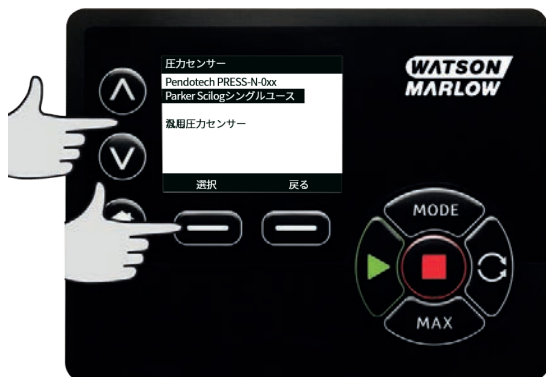 圧力センサー
Pendotech PRESS-N-0xx
Parker Scilogシングルユース
圧力センサー
選択 戻る
WATSON
MARLOW
MODE
MAX